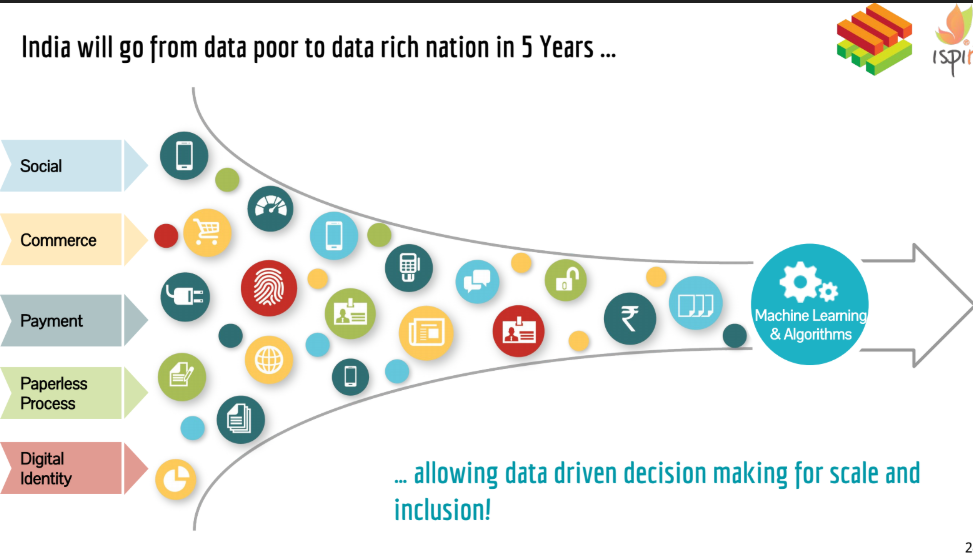 India will go from data poor to data rich nation in 5 Years ...
Social
Commerce
Payment
Paperless
Process
Digital
Identity
₹
Machine Learning
& Algorithms
... allowing data driven decision making for scale and
inclusion!
2